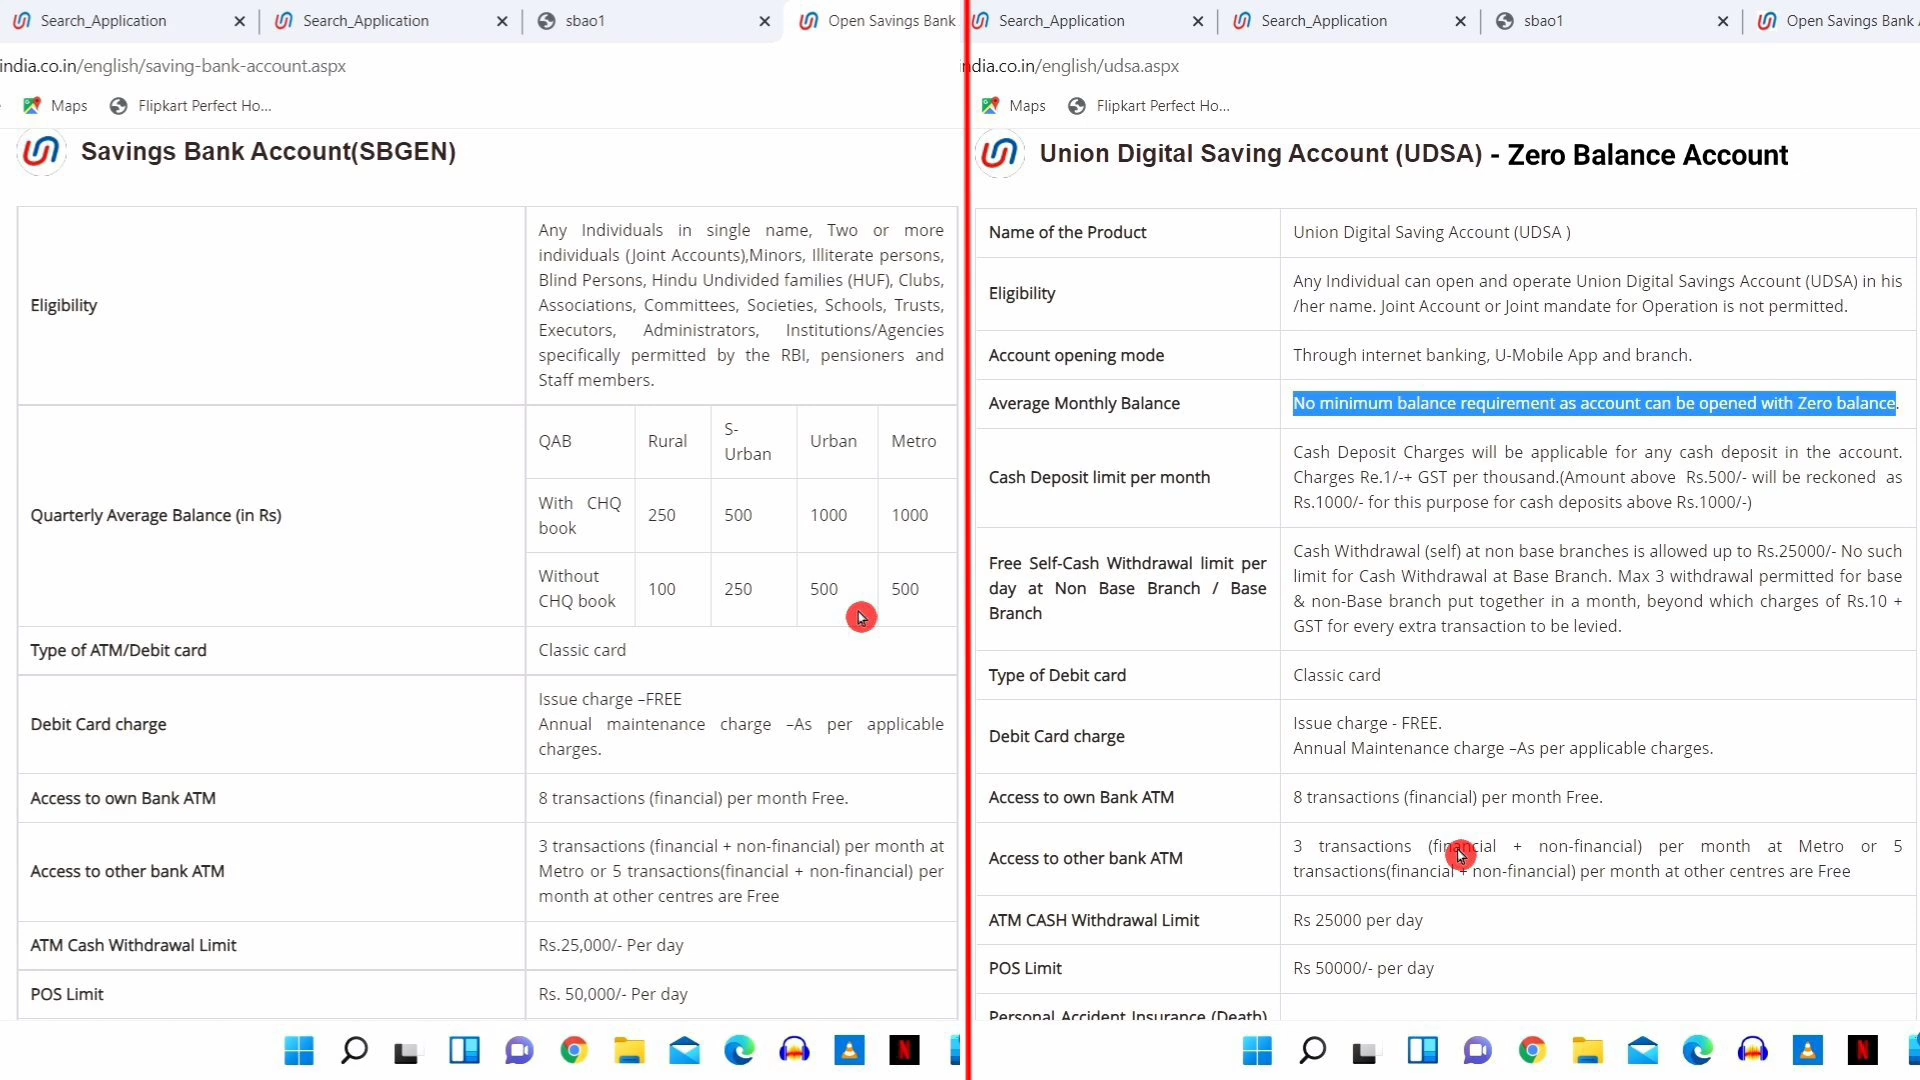 Search_Application
Search_Application
sbao1
Open Savings Bank
india.co.in/english/saving-bank-account.aspx
Maps
Flipkart Perfect Ho...
Savings Bank Account(SBGEN)
Eligibility
Any Individuals in single name, Two or more
individuals (Joint Accounts),Minors, Illiterate persons,
Blind Persons, Hindu Undivided families (HUF), Clubs,
Associations, Committees, Societies, Schools, Trusts,
Executors, Administrators, Institutions/Agencies
specifically permitted by the RBI, pensioners and
Staff members.
Quarterly Average Balance (in Rs)
QAB Rural S-Urban Urban Metro
With CHQ book 250 500 1000 1000
Without CHQ book 100 250 500 500
Type of ATM/Debit card
Classic card
Debit Card charge
Issue charge –FREE
Annual maintenance charge –As per applicable
charges.
Access to own Bank ATM
8 transactions (financial) per month Free.
Access to other bank ATM
3 transactions (financial + non-financial) per month at
Metro or 5 transactions(financial + non-financial) per
month at other centres are Free
ATM Cash Withdrawal Limit
Rs.25,000/- Per day
POS Limit
Rs. 50,000/- Per day
Search_Application
Search_Application
sbao1
Open Savings Bank
india.co.in/english/udsa.aspx
Maps
Flipkart Perfect Ho...
Union Digital Saving Account (UDSA) - Zero Balance Account
Name of the Product
Union Digital Saving Account (UDSA )
Eligibility
Any Individual can open and operate Union Digital Savings Account (UDSA) in his
/her name. Joint Account or Joint mandate for Operation is not permitted.
Account opening mode
Through internet banking, U-Mobile App and branch.
Average Monthly Balance
No minimum balance requirement as account can be opened with Zero balance.
Cash Deposit limit per month
Cash Deposit Charges will be applicable for any cash deposit in the account.
Charges Re.1/-+ GST per thousand.(Amount above Rs.500/- will be reckoned as
Rs.1000/- for this purpose for cash deposits above Rs.1000/-)
Free Self-Cash Withdrawal limit per
day at Non Base Branch / Base
Branch
Cash Withdrawal (self) at non base branches is allowed up to Rs.25000/- No such
limit for Cash Withdrawal at Base Branch. Max 3 withdrawal permitted for base
& non-Base branch put together in a month, beyond which charges of Rs.10 +
GST for every extra transaction to be levied.
Type of Debit card
Classic card
Debit Card charge
Issue charge - FREE.
Annual Maintenance charge –As per applicable charges.
Access to own Bank ATM
8 transactions (financial) per month Free.
Access to other bank ATM
3 transactions (financial + non-financial) per month at Metro or 5
transactions(financial + non-financial) per month at other centres are Free
ATM CASH Withdrawal Limit
Rs 25000 per day
POS Limit
Rs 50000/- per day
Personal Accident Insurance (Death)